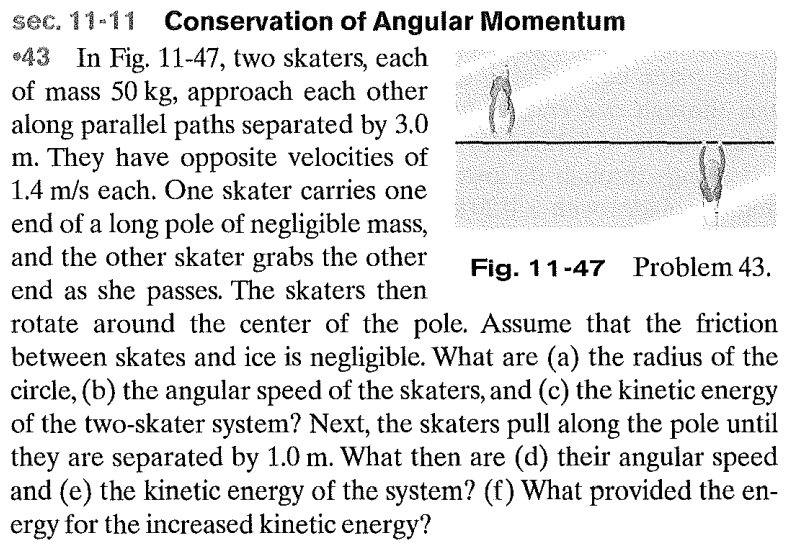 sec. 11-11 Conservation of Angular Momentum
•43 In Fig. 11-47, two skaters, each
of mass 50 kg, approach each other
along parallel paths separated by 3.0
m. They have opposite velocities of
1.4 m/s each. One skater carries one
end of a long pole of negligible mass,
and the other skater grabs the other
end as she passes. The skaters then
Fig. 11-47 Problem 43.
rotate around the center of the pole. Assume that the friction
between skates and ice is negligible. What are (a) the radius of the
circle, (b) the angular speed of the skaters, and (c) the kinetic energy
of the two-skater system? Next, the skaters pull along the pole until
they are separated by 1.0 m. What then are (d) their angular speed
and (e) the kinetic energy of the system? (f) What provided the en-
ergy for the increased kinetic energy?